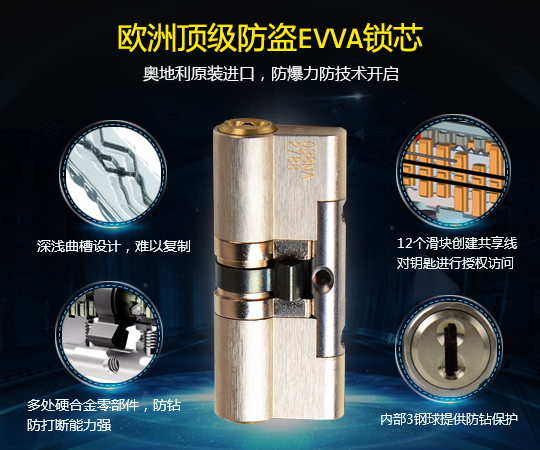 欧洲顶级防盗EVVA锁芯
奥地利原装进口，防爆力防技术开启
深浅曲槽设计，难以复制
12个滑块创建共享线
对钥匙进行授权访问
多处硬合金零部件，防钻
防打断能力强
内部3钢球提供防钻保护